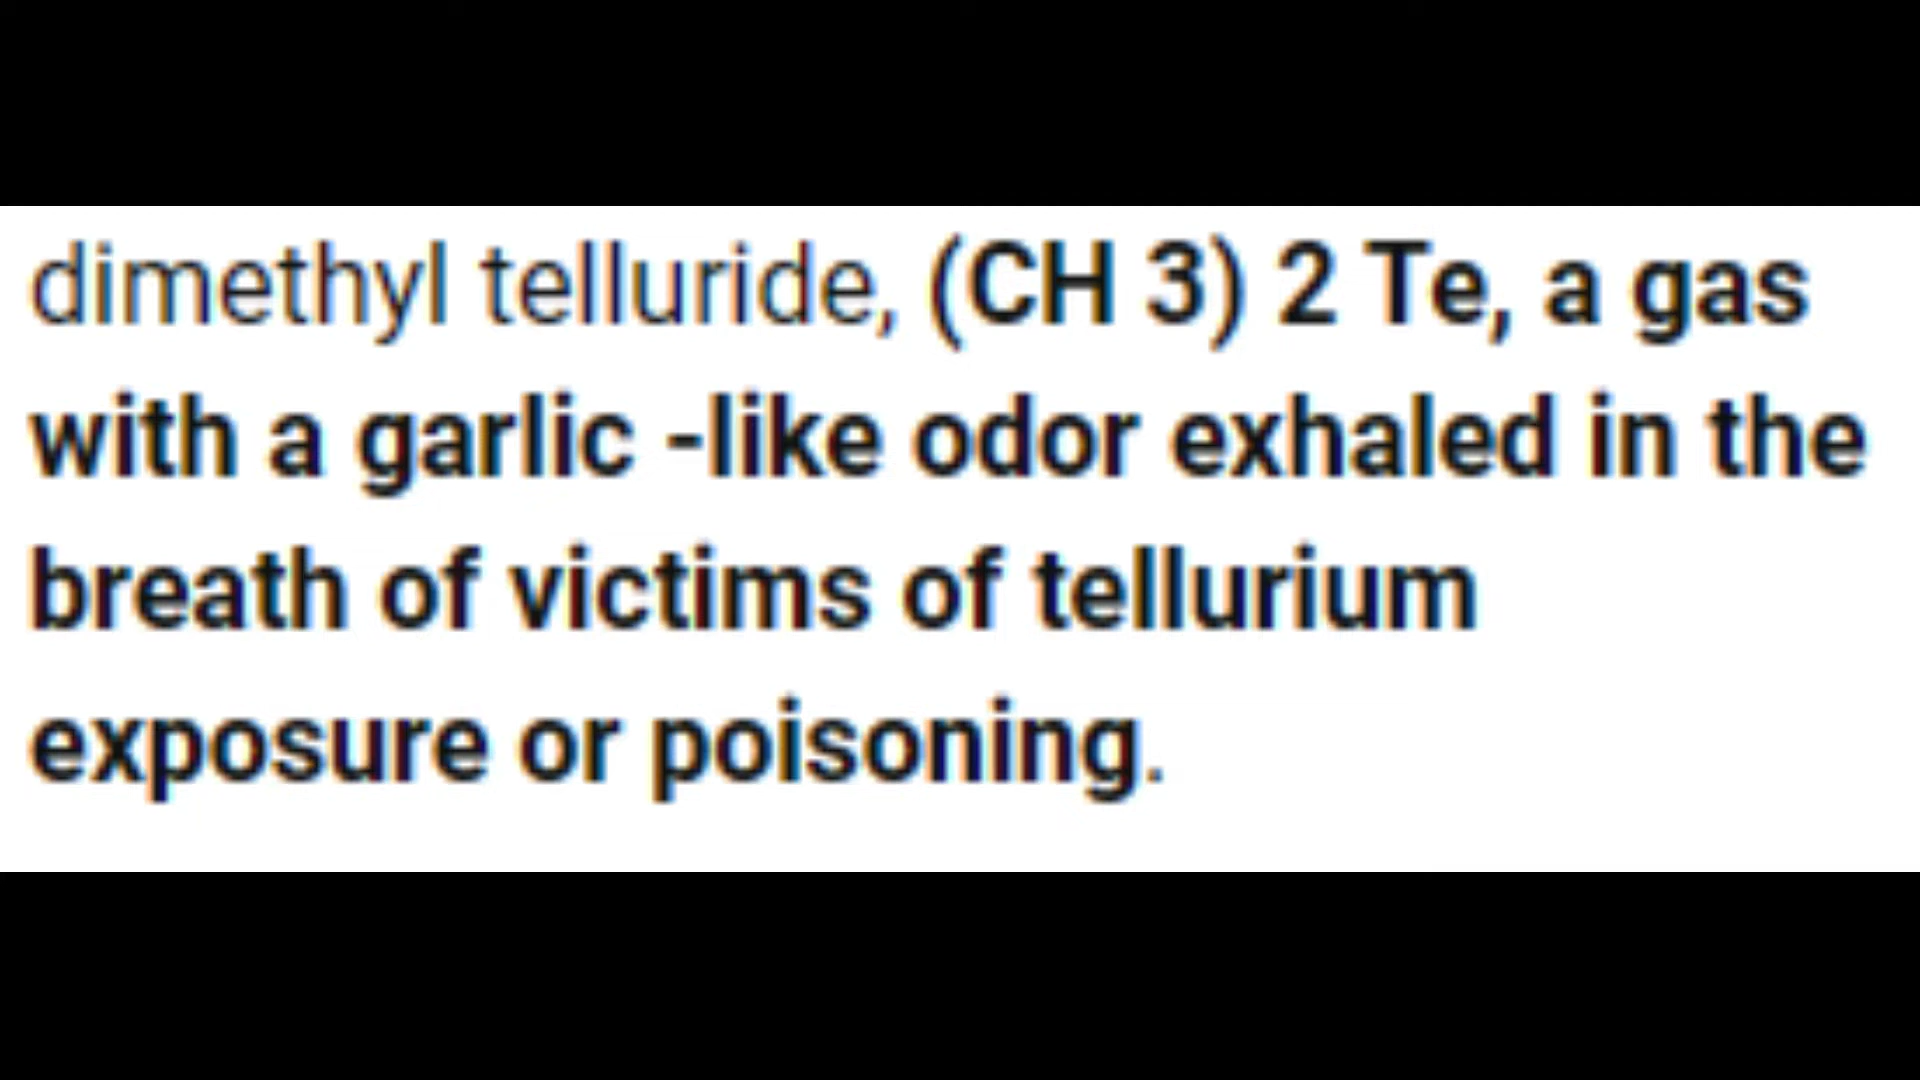 dimethyl telluride, (CH 3) 2 Te, a gas
with a garlic -like odor exhaled in the
breath of victims of tellurium
exposure or poisoning.